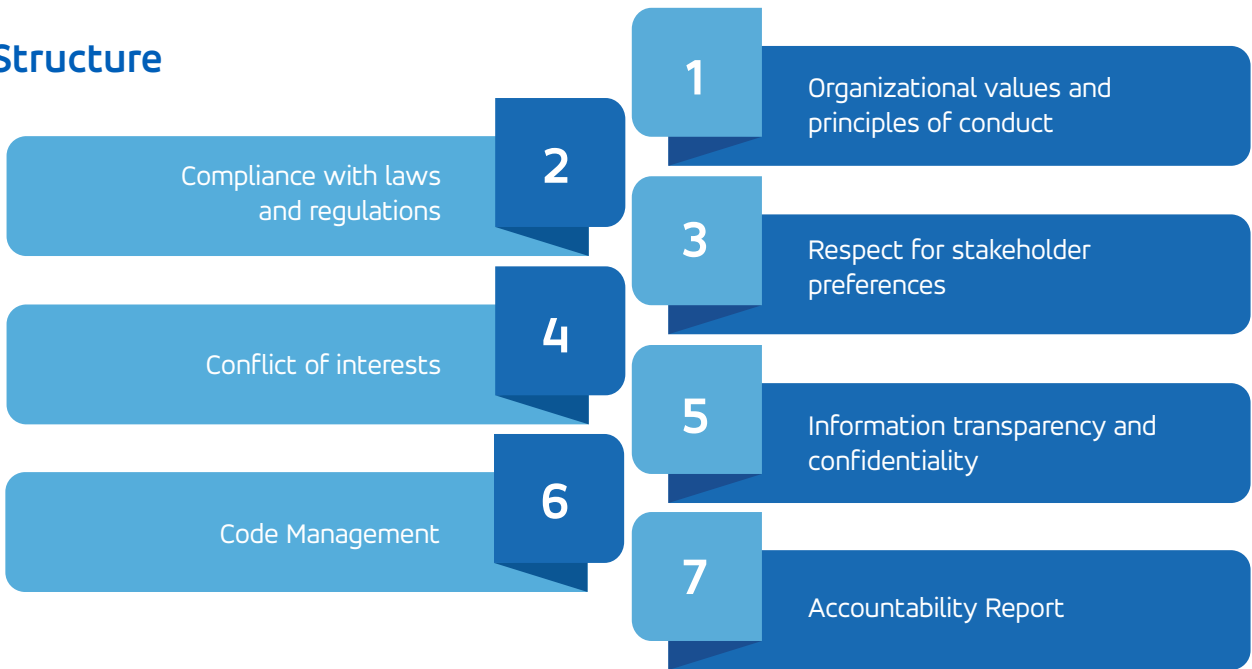 Structure
1
Organizational values and
principles of conduct
2
Compliance with laws
and regulations
3
Respect for stakeholder
preferences
4
Conflict of interests
5
Information transparency and
confidentiality
6
Code Management
7
Accountability Report